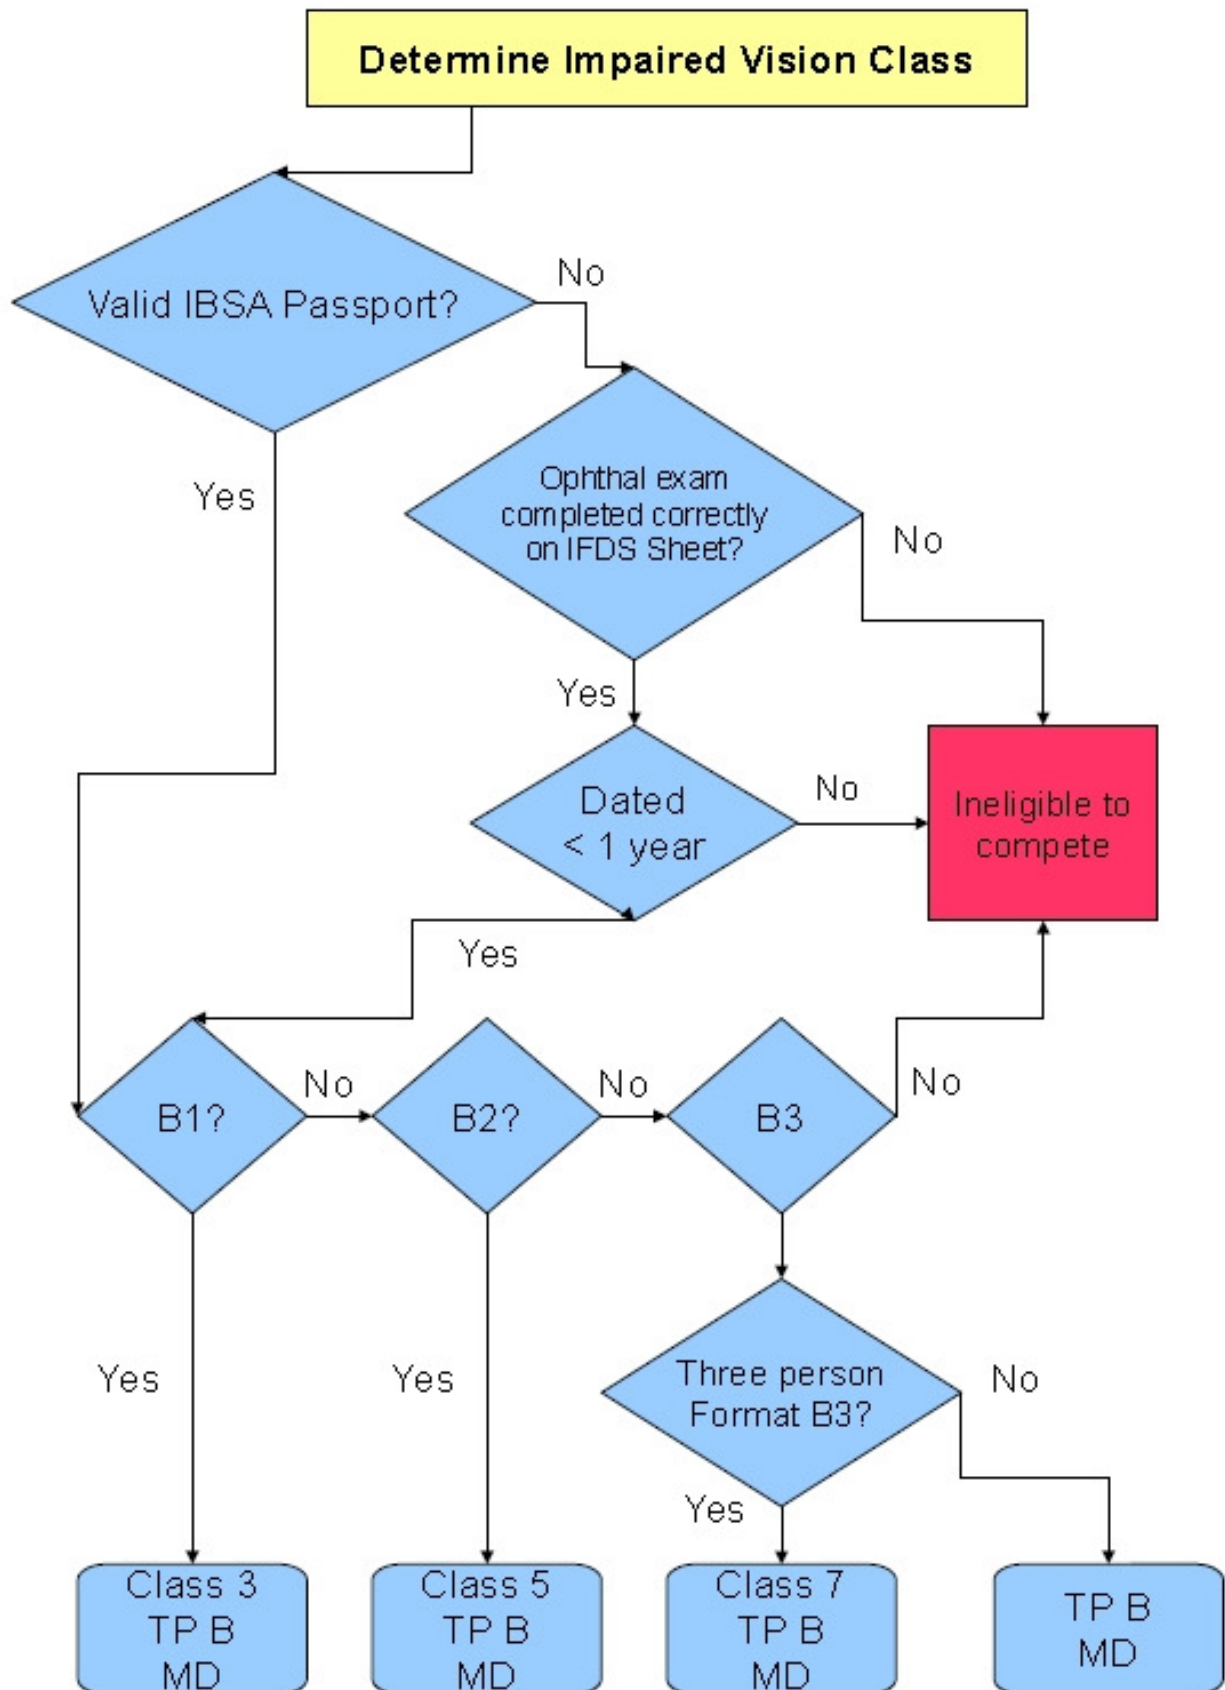 Determine Impaired Vision Class
Valid IBSA Passport?
No
Yes
Ophthal exam
completed correctly
on IFDS Sheet?
No
Yes
Dated
< 1 year
No
Ineligible to
compete
Yes
B1?
No
B2?
No
B3
No
Yes
Yes
Three person
Format B3?
No
Yes
Class 3
TP B
MD
Class 5
TP B
MD
Class 7
TP B
MD
TP B
MD